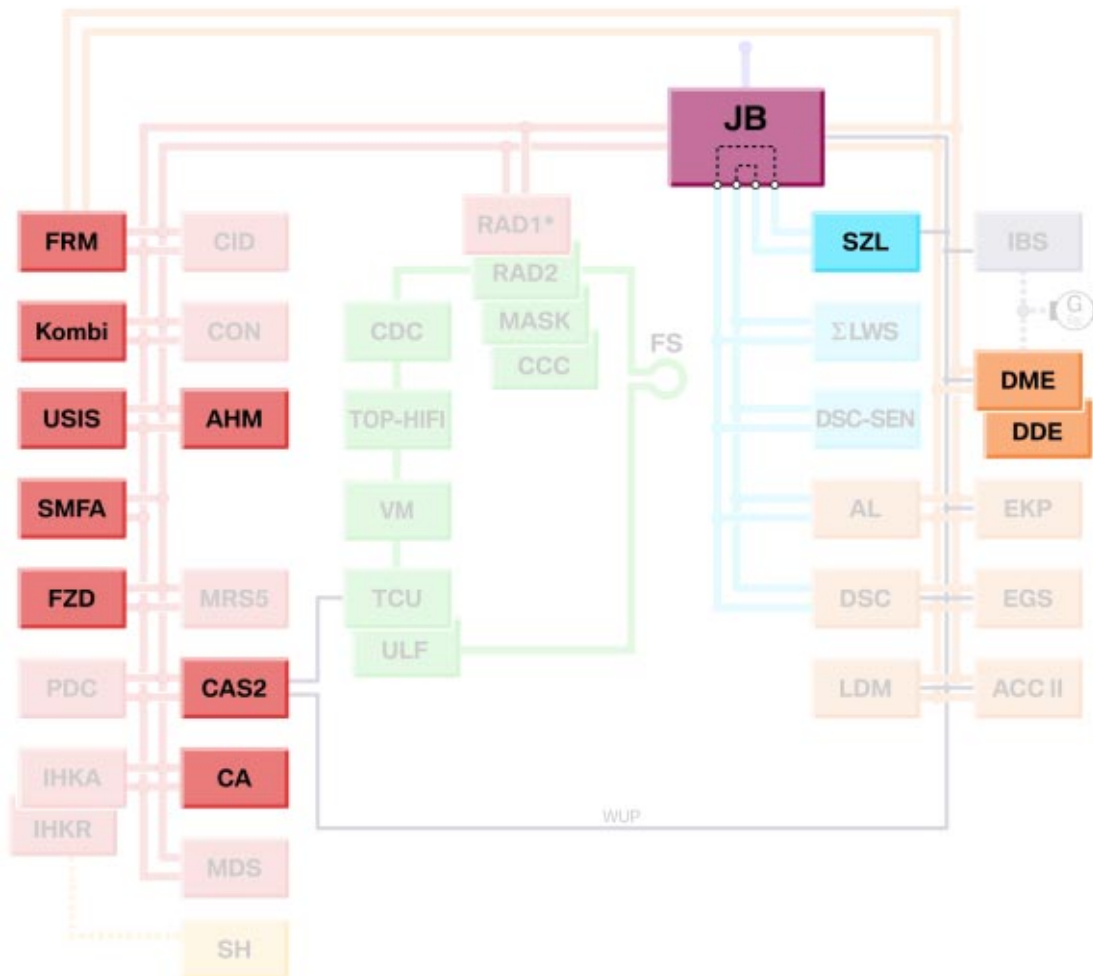 JB
FRM
CID
RAD1*
SZL
IBS
RAD2
Kombi
CON
CDC
MASK
ΣLWS
G
CCC
FS
DME
USIS
AHM
TOP-HIFI
DSC-SEN
DDE
SMFA
VM
AL
EKP
FZD
MRS5
TCU
DSC
EGS
ULF
PDC
CAS2
LDM
ACC II
IHKA
CA
WUP
IHKR
MDS
SH